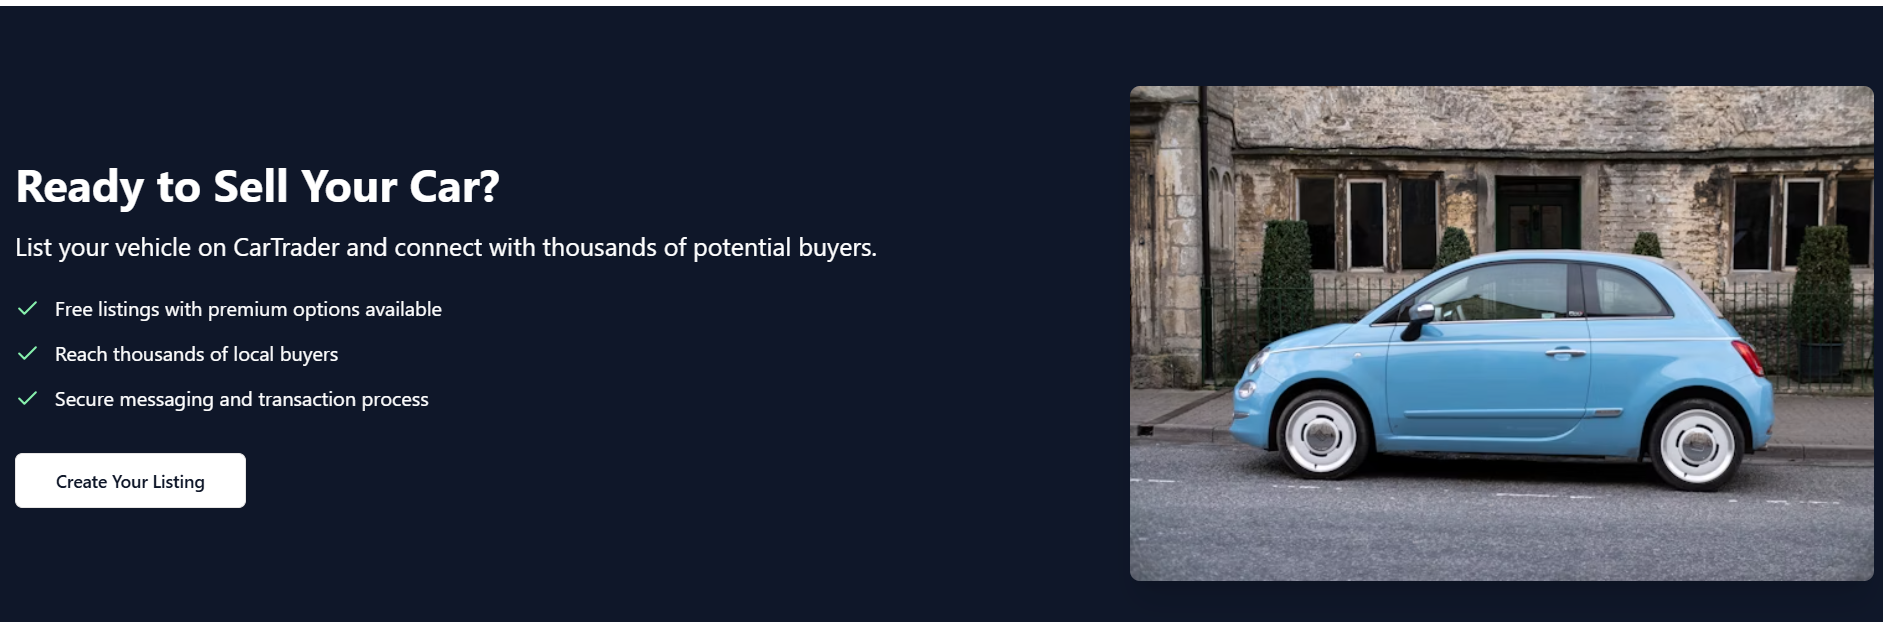 Ready to Sell Your Car?
List your vehicle on CarTrader and connect with thousands of potential buyers.
Free listings with premium options available
Reach thousands of local buyers
Secure messaging and transaction process
Create Your Listing